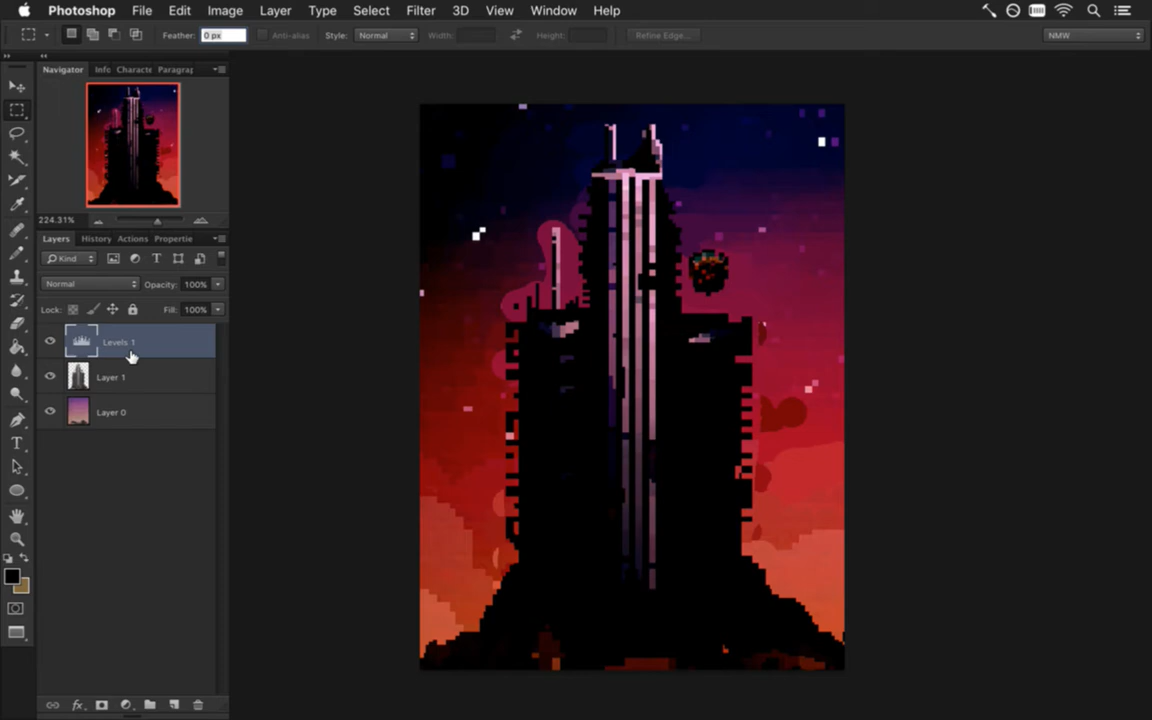 Photoshop File Edit Image Layer Type Select Filter 3D View Window Help
Feather: 0 px Anti-alias Style: Normal Width: Height: Refine Edge... NMW
Navigator Info Characte Paragrap
224.31%
Layers History Actions Propertie
Kind T
Normal Opacity: 100%
Lock: Fill: 100%
Levels 1
Layer 1
Layer 0
T
fx